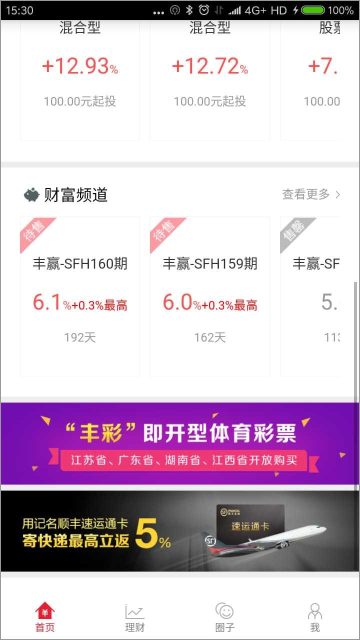 15:30
4G+ HD 100%
混合型 混合型 股票
+12.93% +12.72% +7.
100.00元起投 100.00元起投 100.00
财富频道 查看更多
待售 待售 售罄
丰赢-SFH160期 丰赢-SFH159期 丰赢-SF
6.1%+0.3%最高 6.0%+0.3%最高 5.
192天 162天 113
“丰彩”即开型体育彩票
江苏省、广东省、湖南省、江西省开放购买
用记名顺丰速运通卡
寄快递最高立返5%
速运通卡
首页 理财 圈子 我